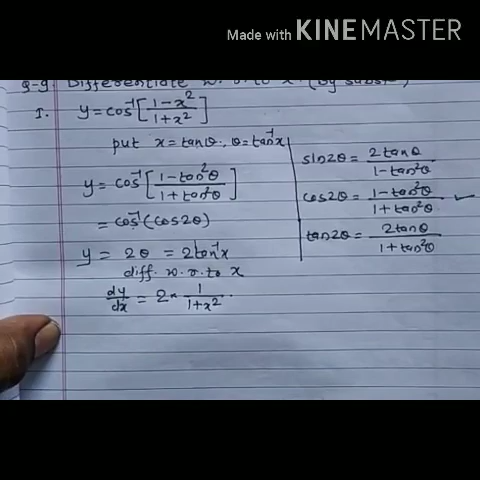 Made with KINEMASTER
Q-9. Differentiate w.r.to x. (By subst
I. y = cos⁻¹[1-x²/1+x²]
put x = tanθ, θ = tan⁻¹x
y = cos⁻¹[1-tan²θ/1+tan²θ]
= cos⁻¹(cos2θ)
y = 2θ = 2tan⁻¹x
diff. w.r.to x
dy/dx = 2 × 1/1+x².
sin2θ = 2tanθ/1-tan²θ
cos2θ = 1-tan²θ/1+tan²θ ✓
tan2θ = 2tanθ/1+tan²θ